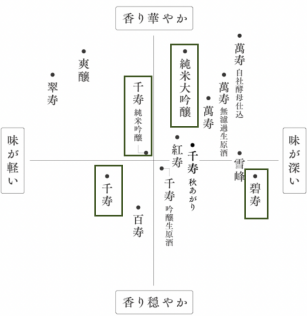 香り華やか
萬寿 自社酵母仕込
爽醸
純米大吟醸
翠寿
千寿 純米吟醸
萬寿 無濾過生原酒
萬寿
味が軽い
味が深い
紅寿
千寿 秋あがり
雪峰
千寿
千寿 吟醸生原酒
碧寿
百寿
香り穏やか